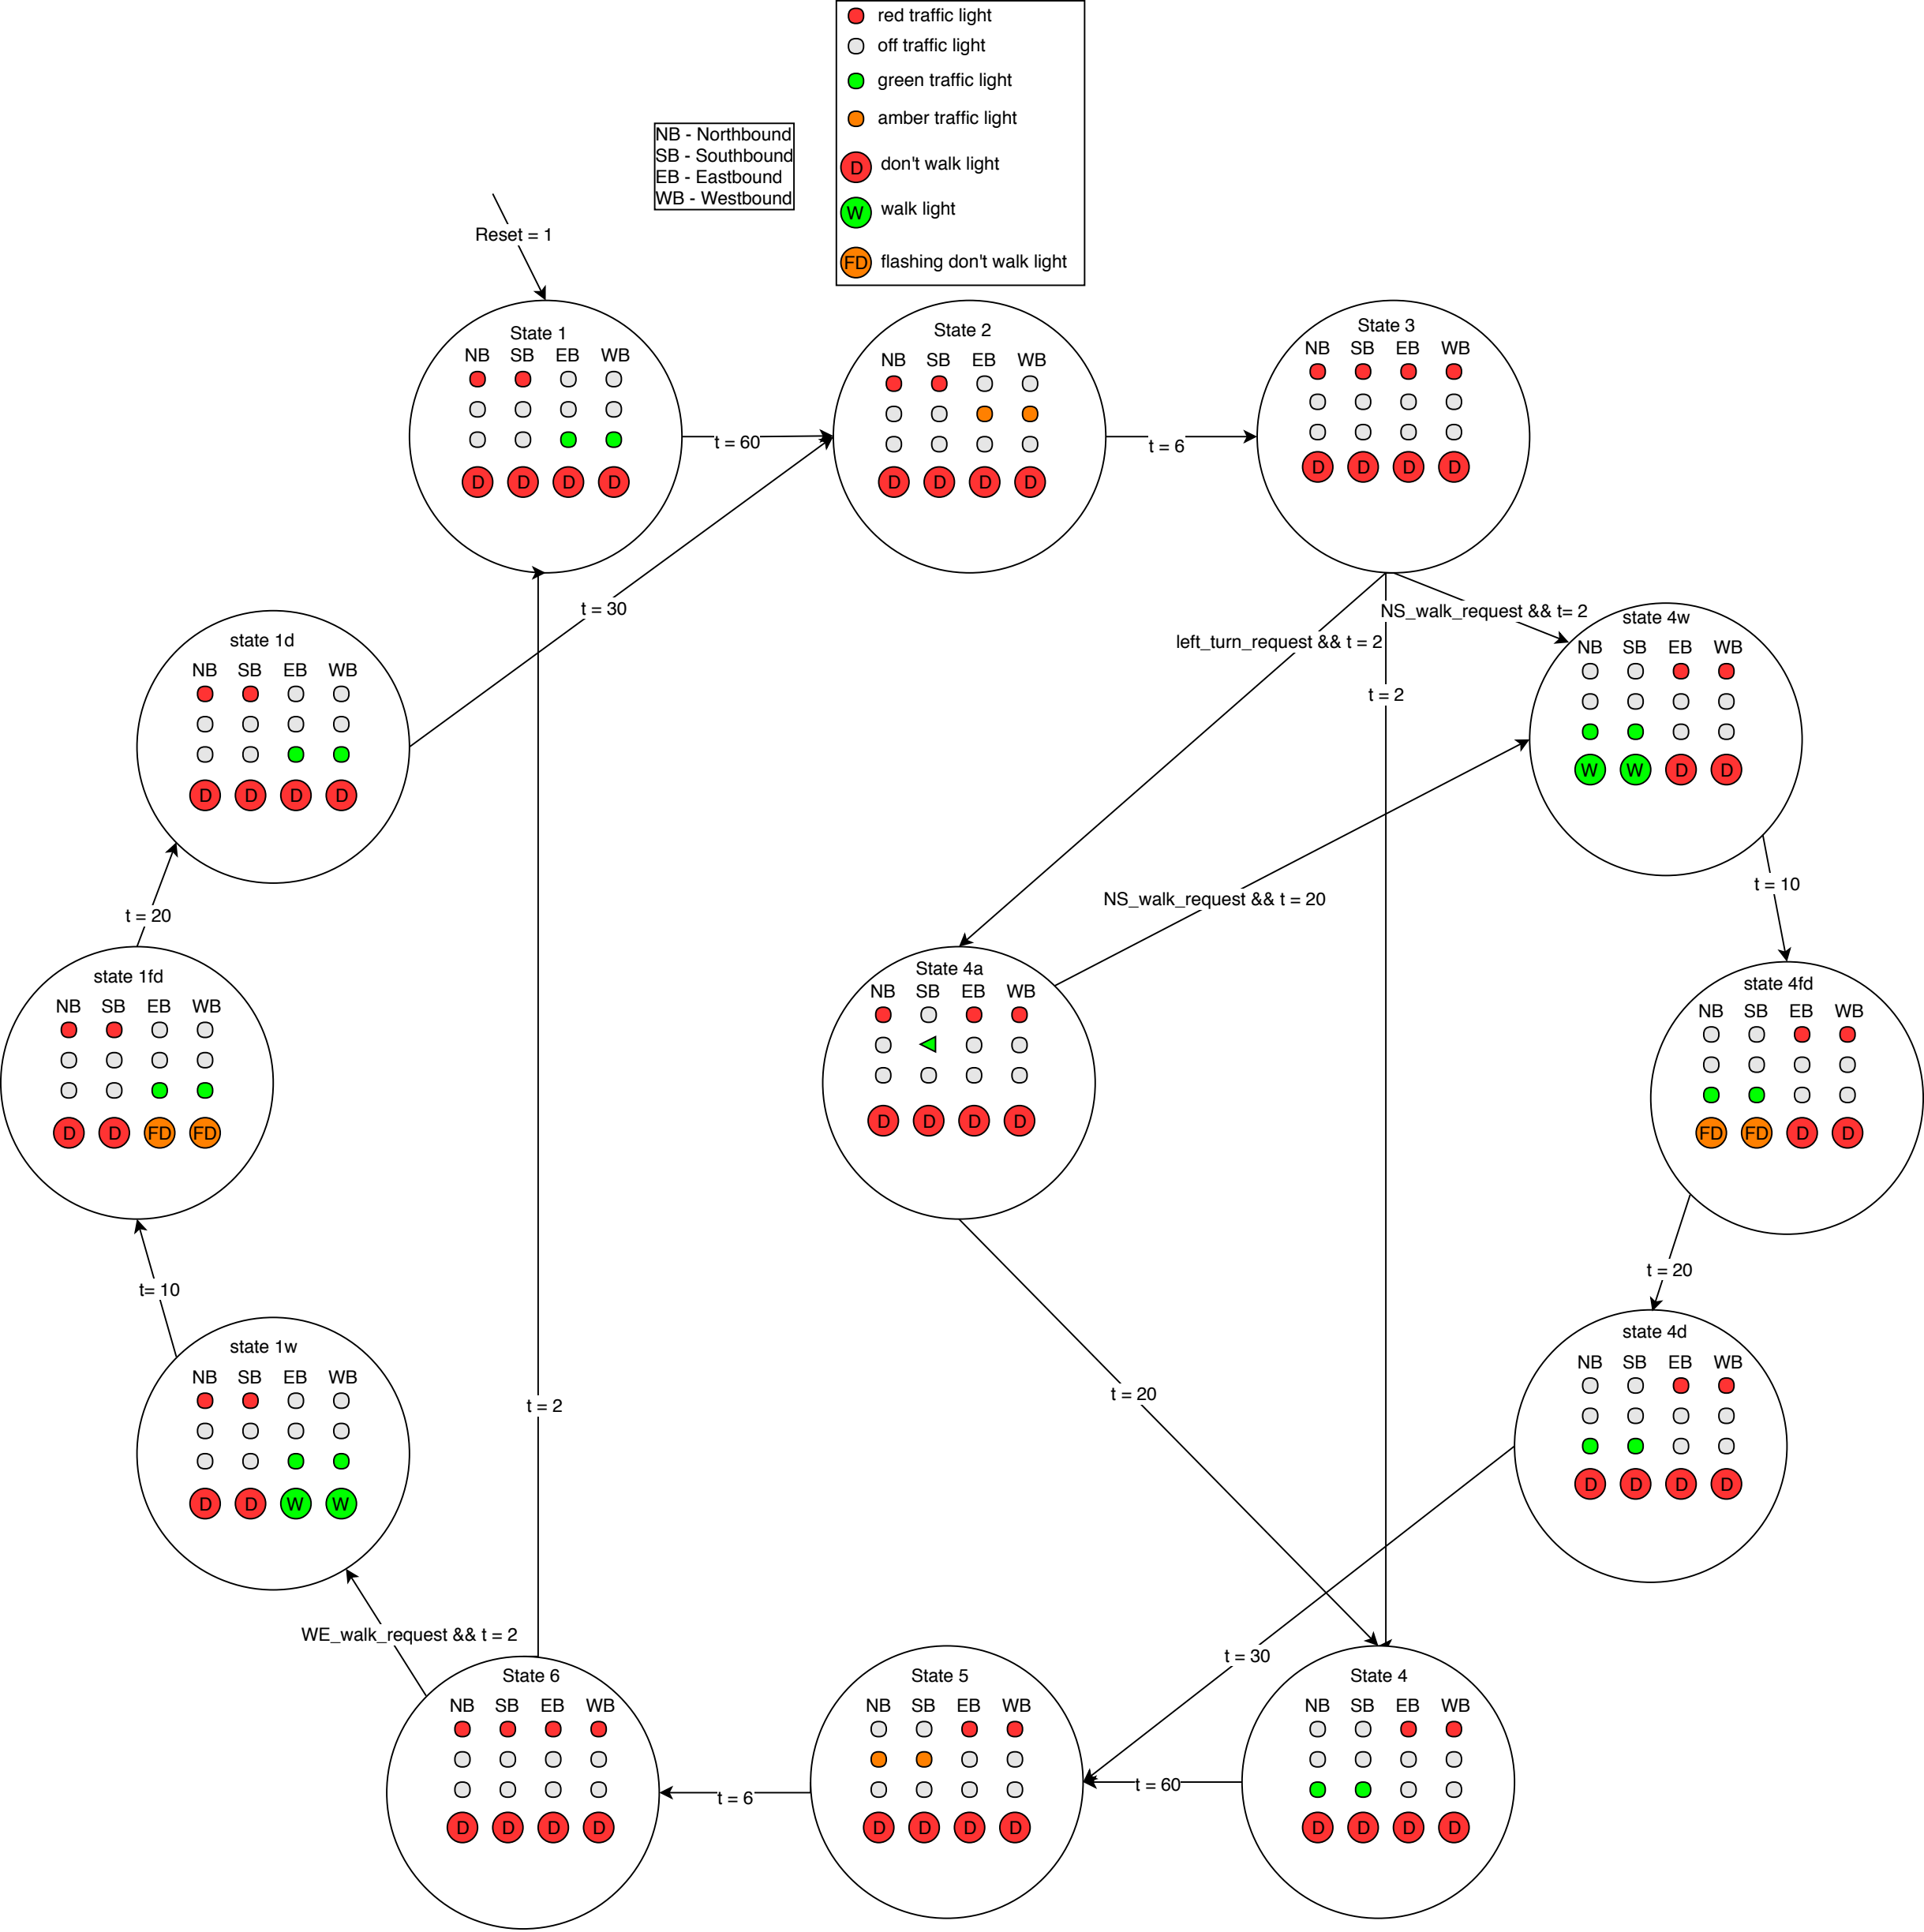 red traffic light
off traffic light
green traffic light
amber traffic light
D don't walk light
W walk light
FD flashing don't walk light
NB - Northbound
SB - Southbound
EB - Eastbound
WB - Westbound
Reset = 1
State 1
NB SB EB WB
D D D D
t = 60
State 2
NB SB EB WB
D D D D
t = 6
State 3
NB SB EB WB
D D D D
t = 30
NS_walk_request && t= 2
left_turn_request && t = 2
t = 2
state 1d
NB SB EB WB
D D D D
state 4w
NB SB EB WB
W W D D
t = 20
NS_walk_request && t = 20
t = 10
state 1fd
NB SB EB WB
D D FD FD
State 4a
NB SB EB WB
D D D D
state 4fd
NB SB EB WB
FD FD D D
t= 10
t = 20
state 1w
NB SB EB WB
D D W W
t = 2
t = 20
state 4d
NB SB EB WB
D D D D
WE_walk_request && t = 2
t = 30
State 6
NB SB EB WB
D D D D
t = 6
State 5
NB SB EB WB
D D D D
t = 60
State 4
NB SB EB WB
D D D D